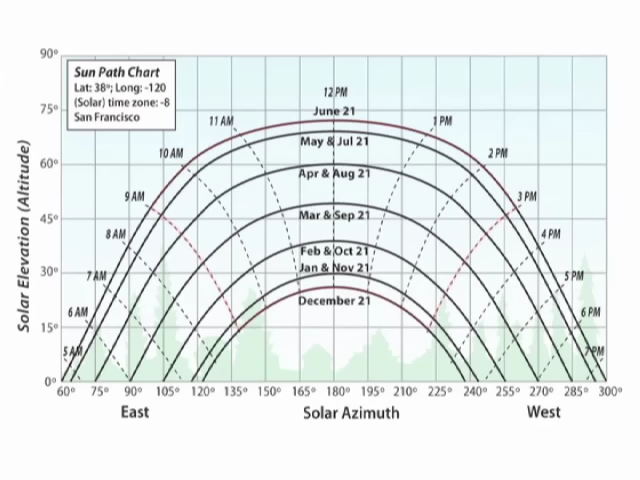 90°
Sun Path Chart
Lat: 38°; Long: -120
(Solar) time zone: -8
San Francisco
12 PM
75°
June 21
11 AM
1 PM
May & Jul 21
10 AM
2 PM
60°
Apr & Aug 21
9 AM
3 PM
45°
Mar & Sep 21
8 AM
4 PM
Feb & Oct 21
30°
Jan & Nov 21
7 AM
5 PM
December 21
6 AM
6 PM
15°
5 AM
7 PM
0°
Solar Elevation (Altitude)
60° 75° 90° 105° 120° 135° 150° 165° 180° 195° 210° 225° 240° 255° 270° 285° 300°
East Solar Azimuth West